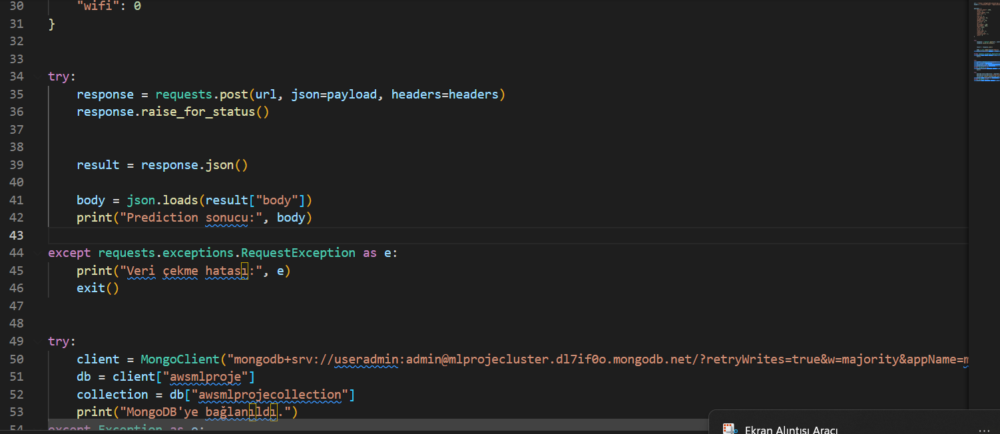 30 "wifi": 0
31 }
32
33
34 try:
35 response = requests.post(url, json=payload, headers=headers)
36 response.raise_for_status()
37
38
39 result = response.json()
40
41 body = json.loads(result["body"])
42 print("Prediction sonucu:", body)
43
44 except requests.exceptions.RequestException as e:
45 print("Veri çekme hatası:", e)
46 exit()
47
48
49 try:
50 client = MongoClient("mongodb+srv://useradmin:admin@mlprojecluster.dl7if0o.mongodb.net/?retryWrites=true&w=majority&appName=m
51 db = client["awsmlproje"]
52 collection = db["awsmlprojecollection"]
53 print("MongoDB'ye bağlanıldı.")
54 except Exception as e:
Ekran Alıntısı Aracı